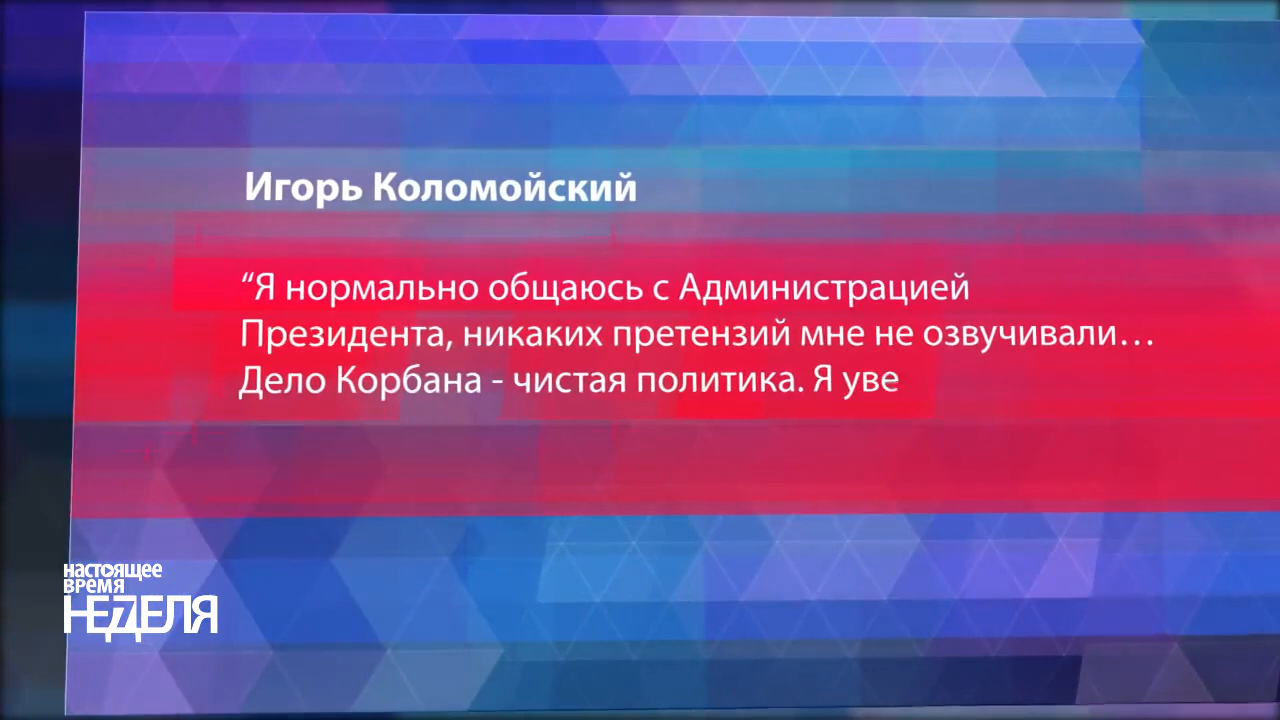 Игорь Коломойский
“Я нормально общаюсь с Администрацией
Президента, никаких претензий мне не озвучивали…
Дело Корбана - чистая политика. Я уве
настоящее
время
НЕДЕЛЯ